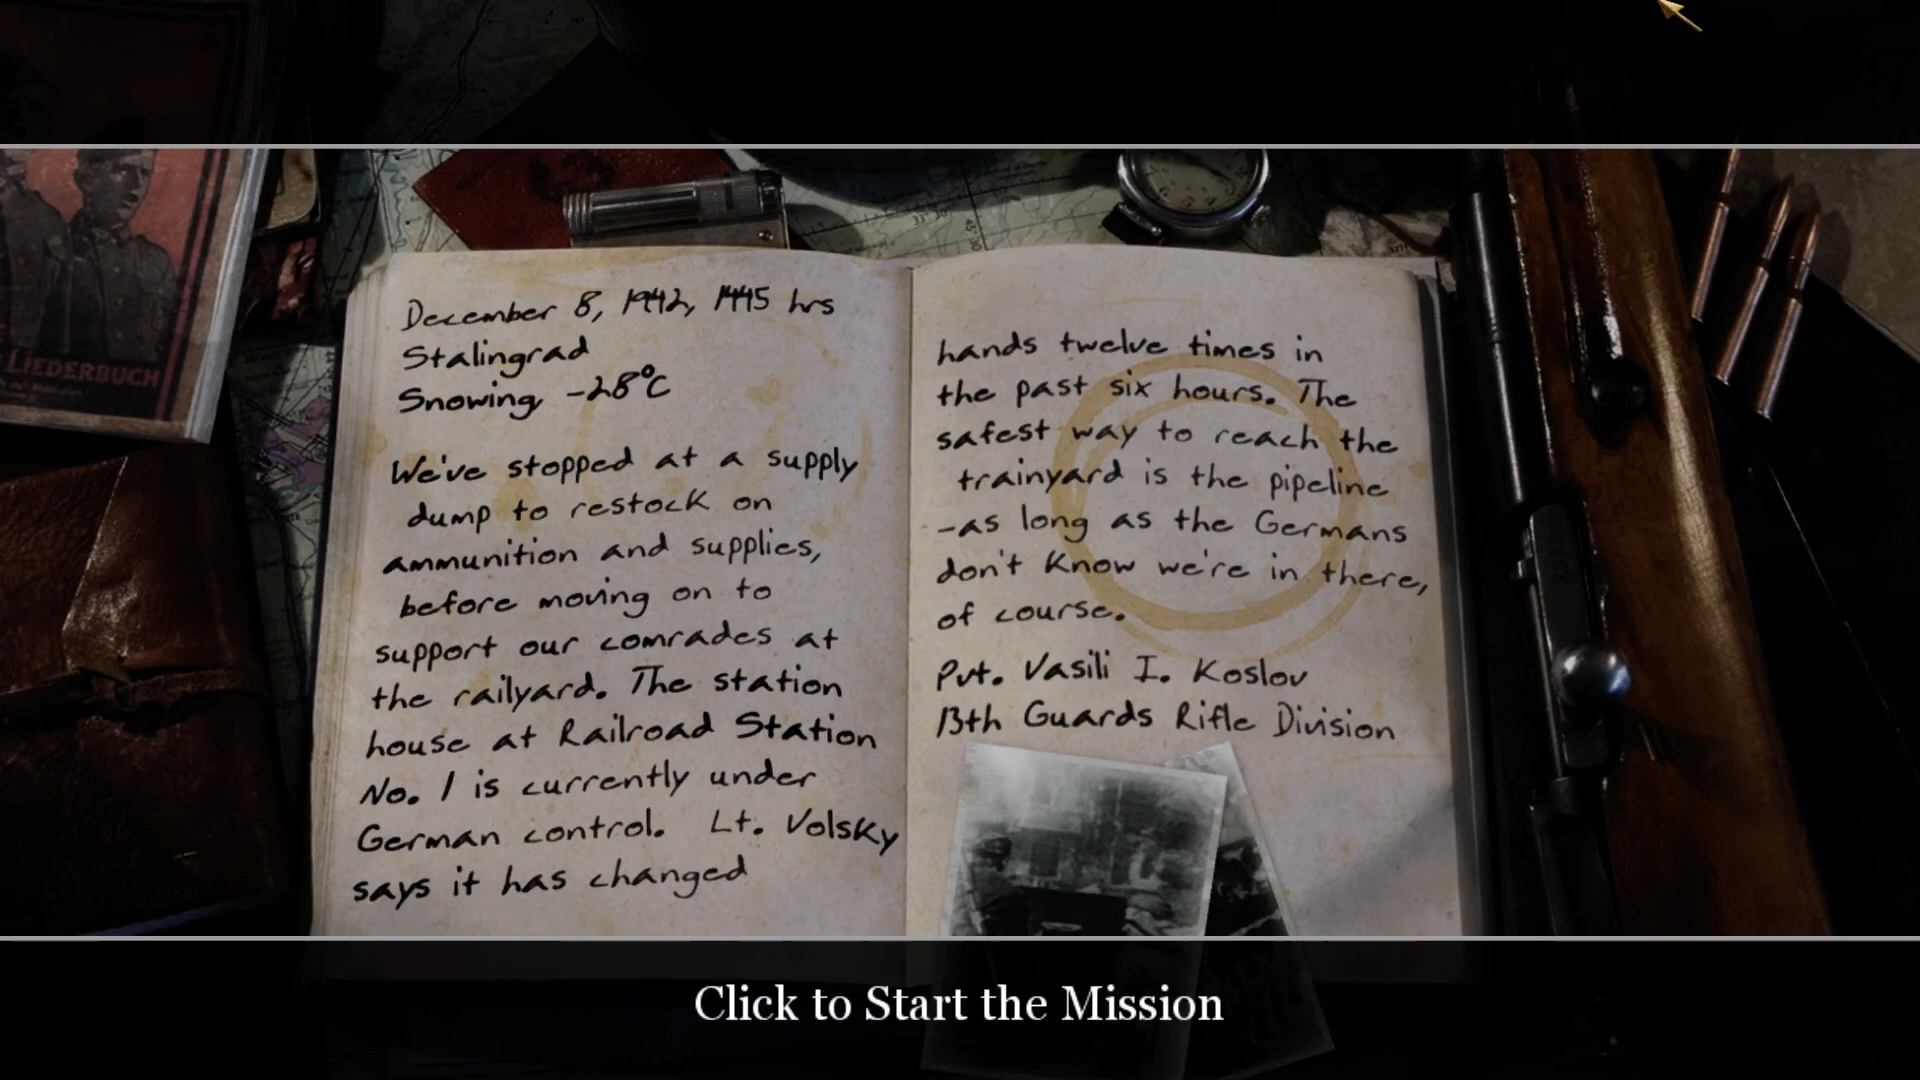 LIEDERBUCH
December 8, 1942, 1445 hrs
Stalingrad
Snowing, -28°C
We've stopped at a supply
dump to restock on
ammunition and supplies,
before moving on to
support our comrades at
the railyard. The station
house at Railroad Station
No. 1 is currently under
German control. Lt. Volsky
says it has changed
hands twelve times in
the past six hours. The
safest way to reach the
trainyard is the pipeline
-as long as the Germans
don't know we're in there,
of course.
Pvt. Vasili I. Koslov
13th Guards Rifle Division
Click to Start the Mission